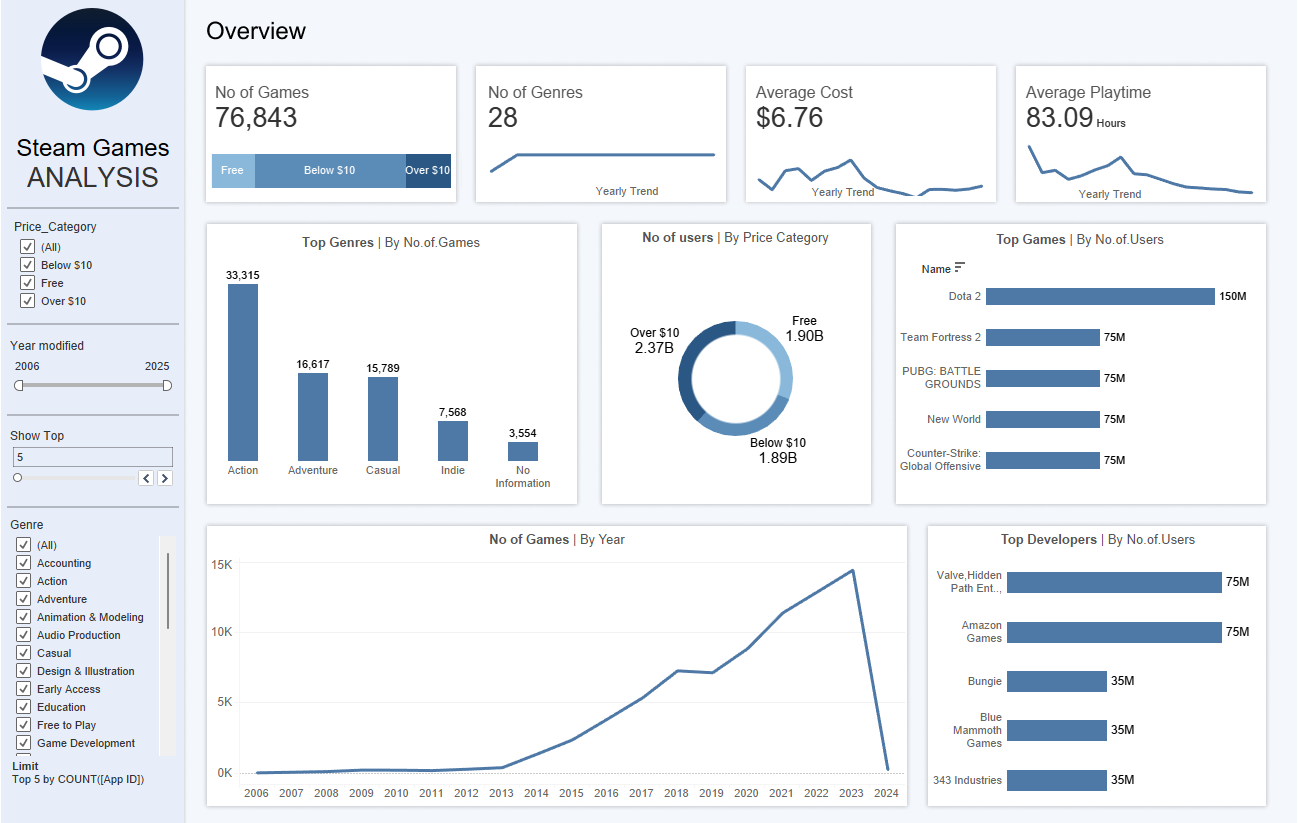 Steam Games
ANALYSIS
Price_Category
(All)
Below $10
Free
Over $10
Year modified
2006 2025
Show Top
5
Genre
(All)
Accounting
Action
Adventure
Animation & Modeling
Audio Production
Casual
Design & Illustration
Early Access
Education
Free to Play
Game Development
Limit
Top 5 by COUNT([App ID])
Overview
No of Games
76,843
Free Below $10 Over $10
No of Genres
28
Yearly Trend
Average Cost
$6.76
Yearly Trend
Average Playtime
83.09 Hours
Yearly Trend
Top Genres | By No.of.Games
33,315
16,617
15,789
7,568
3,554
Action Adventure Casual Indie No
Information
No of users | By Price Category
Free
1.90B
Over $10
2.37B
Below $10
1.89B
Top Games | By No.of.Users
Name
Dota 2 150M
Team Fortress 2 75M
PUBG: BATTLE
GROUNDS 75M
New World 75M
Counter-Strike:
Global Offensive 75M
No of Games | By Year
15K
10K
5K
0K
2006 2007 2008 2009 2010 2011 2012 2013 2014 2015 2016 2017 2018 2019 2020 2021 2022 2023 2024
Top Developers | By No.of.Users
Valve,Hidden
Path Ent.., 75M
Amazon
Games 75M
Bungie 35M
Blue
Mammoth
Games 35M
343 Industries 35M